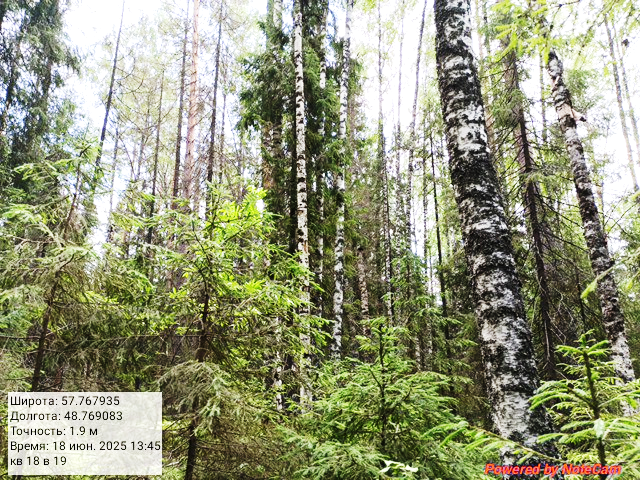 Широта: 57.767935
Долгота: 48.769083
Точность: 1.9 м
Время: 18 июн. 2025 13:45
кв 18 в 19
Powered by NoteCam